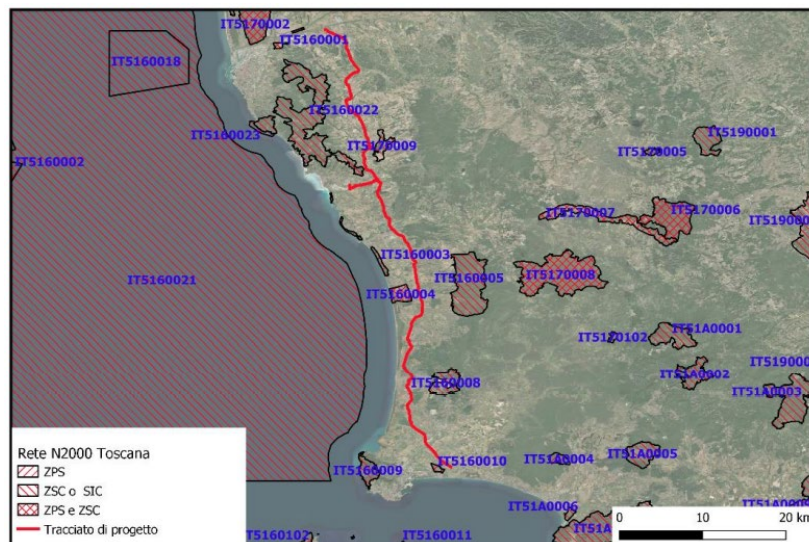 IT5170002
IT5160001
IT5160018
IT5160022
IT5160023
IT5190001
IT5170009
IT5170005
IT5160002
IT5170007
IT5170006
IT5160003
IT5160021
IT5160005
IT5170008
IT5160004
IT5170102
IT51A0001
IT51A0002
IT5160008
IT51A0003
Rete N2000 Toscana
ZPS
ZSC o SIC
ZPS e ZSC
Tracciato di progetto
IT5160009
IT5160010
IT51A0004
IT51A0005
IT51A0006
IT5160102
IT5160011
0
10
20 km